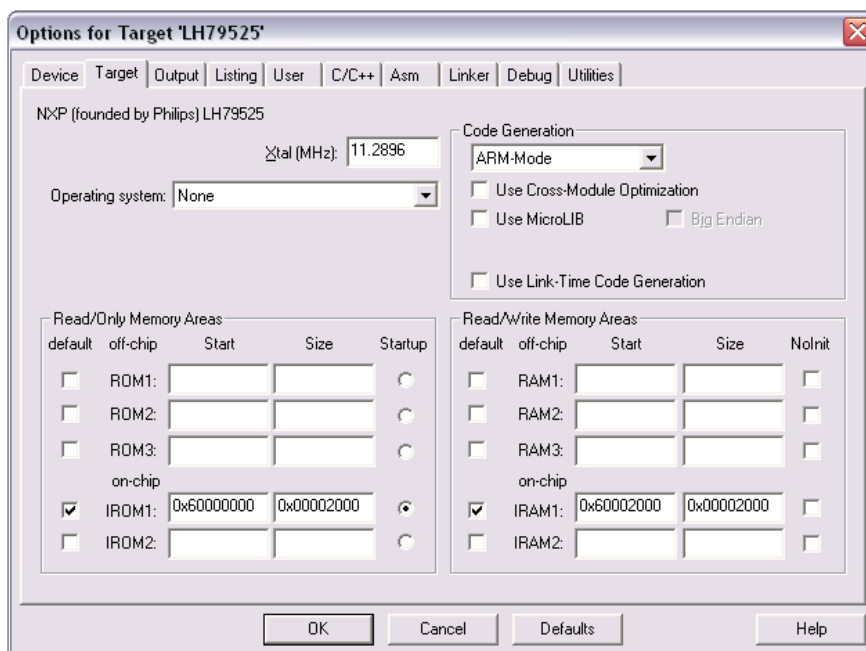 Options for Target 'LH79525'
Device Target Output Listing User C/C++ Asm Linker Debug Utilities
NXP (founded by Philips) LH79525
Xtal (MHz): 11.2896
Operating system: None
Code Generation
ARM-Mode
Use Cross-Module Optimization
Use MicroLIB Big Endian
Use Link-Time Code Generation
Read/Only Memory Areas
default off-chip Start Size Startup
ROM1:
ROM2:
ROM3:
on-chip
IROM1: 0x60000000 0x00002000
IROM2:
Read/Write Memory Areas
default off-chip Start Size NoInit
RAM1:
RAM2:
RAM3:
on-chip
IRAM1: 0x60002000 0x00002000
IRAM2:
OK Cancel Defaults Help